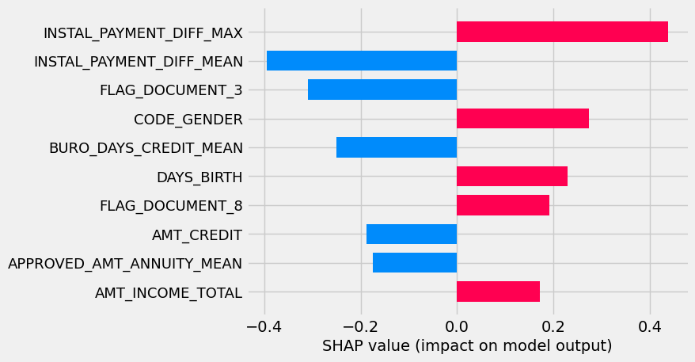 INSTAL_PAYMENT_DIFF_MAX
INSTAL_PAYMENT_DIFF_MEAN
FLAG_DOCUMENT_3
CODE_GENDER
BURO_DAYS_CREDIT_MEAN
DAYS_BIRTH
FLAG_DOCUMENT_8
AMT_CREDIT
APPROVED_AMT_ANNUITY_MEAN
AMT_INCOME_TOTAL
−0.4 −0.2 0.0 0.2 0.4
SHAP value (impact on model output)